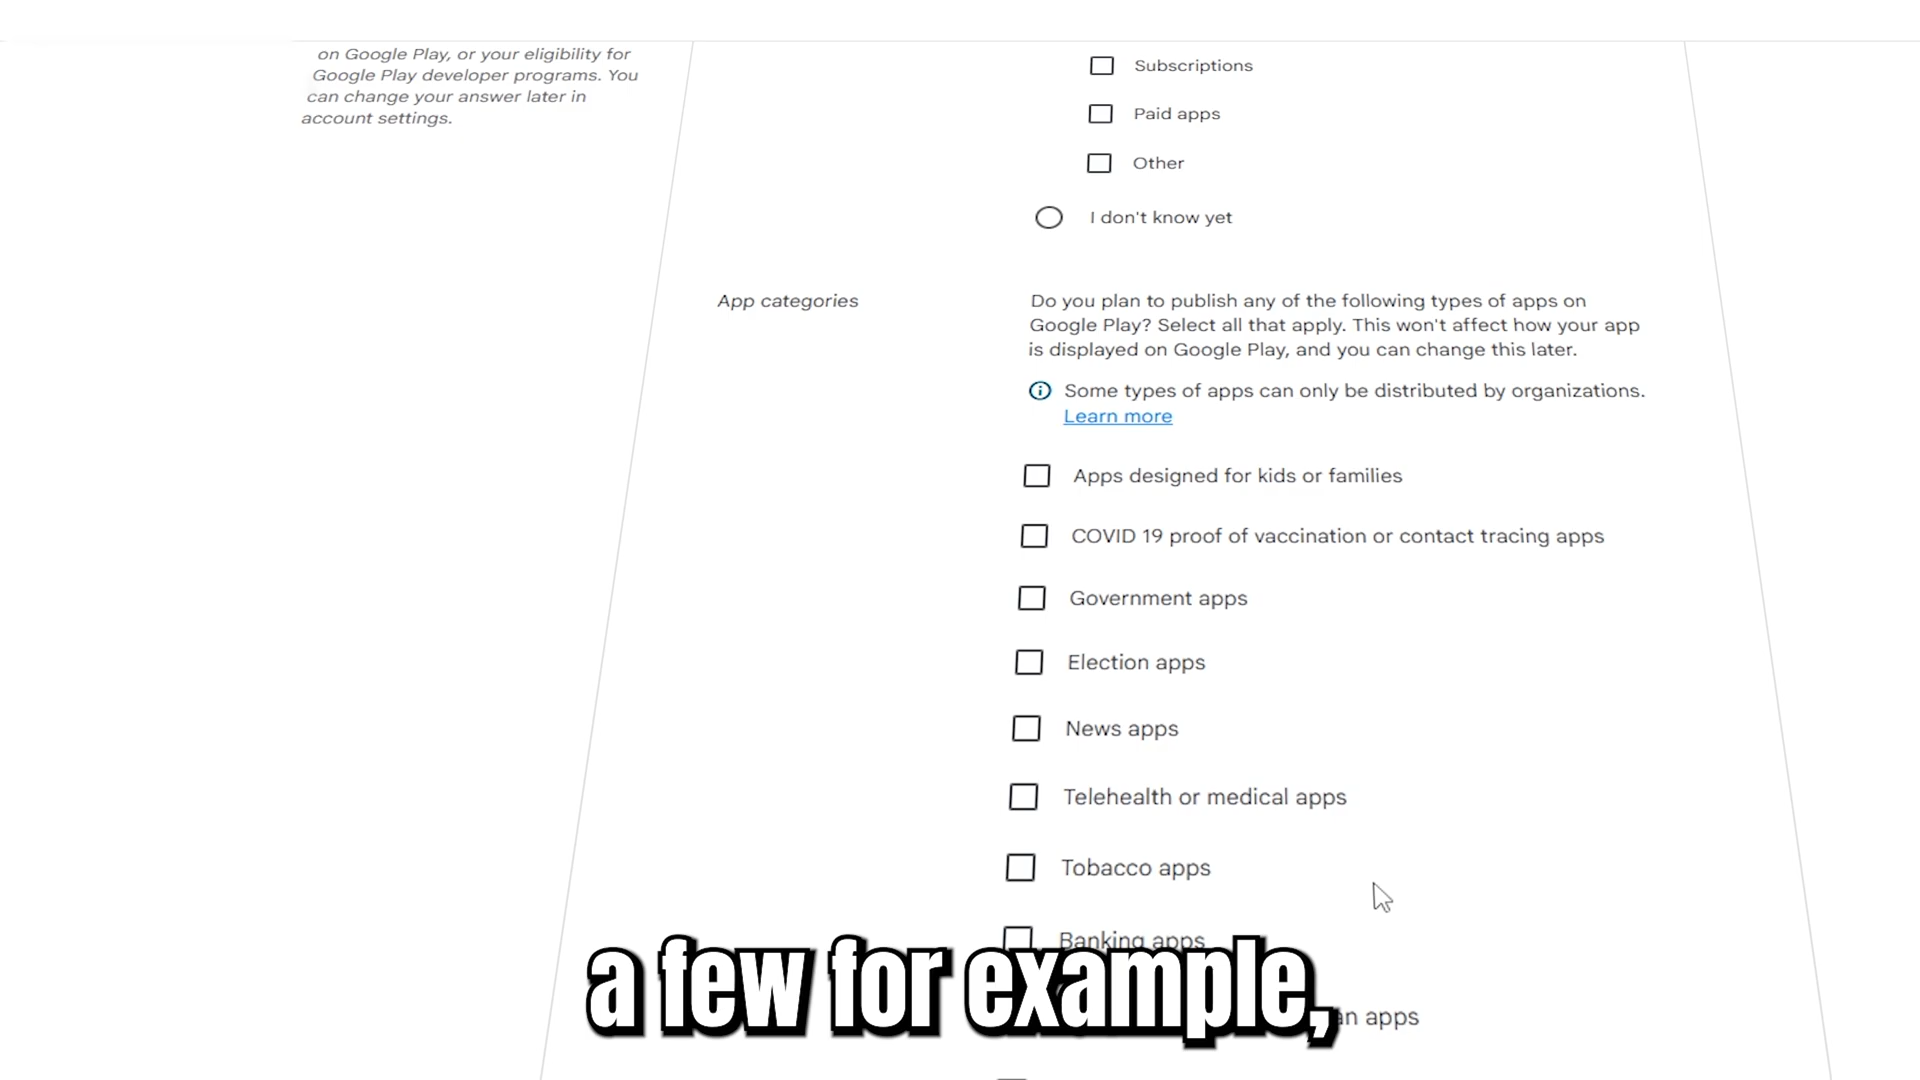 on Google Play, or your eligibility for
Google Play developer programs. You
can change your answer later in
account settings.
Subscriptions
Paid apps
Other
I don't know yet
App categories
Do you plan to publish any of the following types of apps on
Google Play? Select all that apply. This won't affect how your app
is displayed on Google Play, and you can change this later.
Some types of apps can only be distributed by organizations.
Learn more
Apps designed for kids or families
COVID 19 proof of vaccination or contact tracing apps
Government apps
Election apps
News apps
Telehealth or medical apps
Tobacco apps
Banking apps
a few for example,
apps